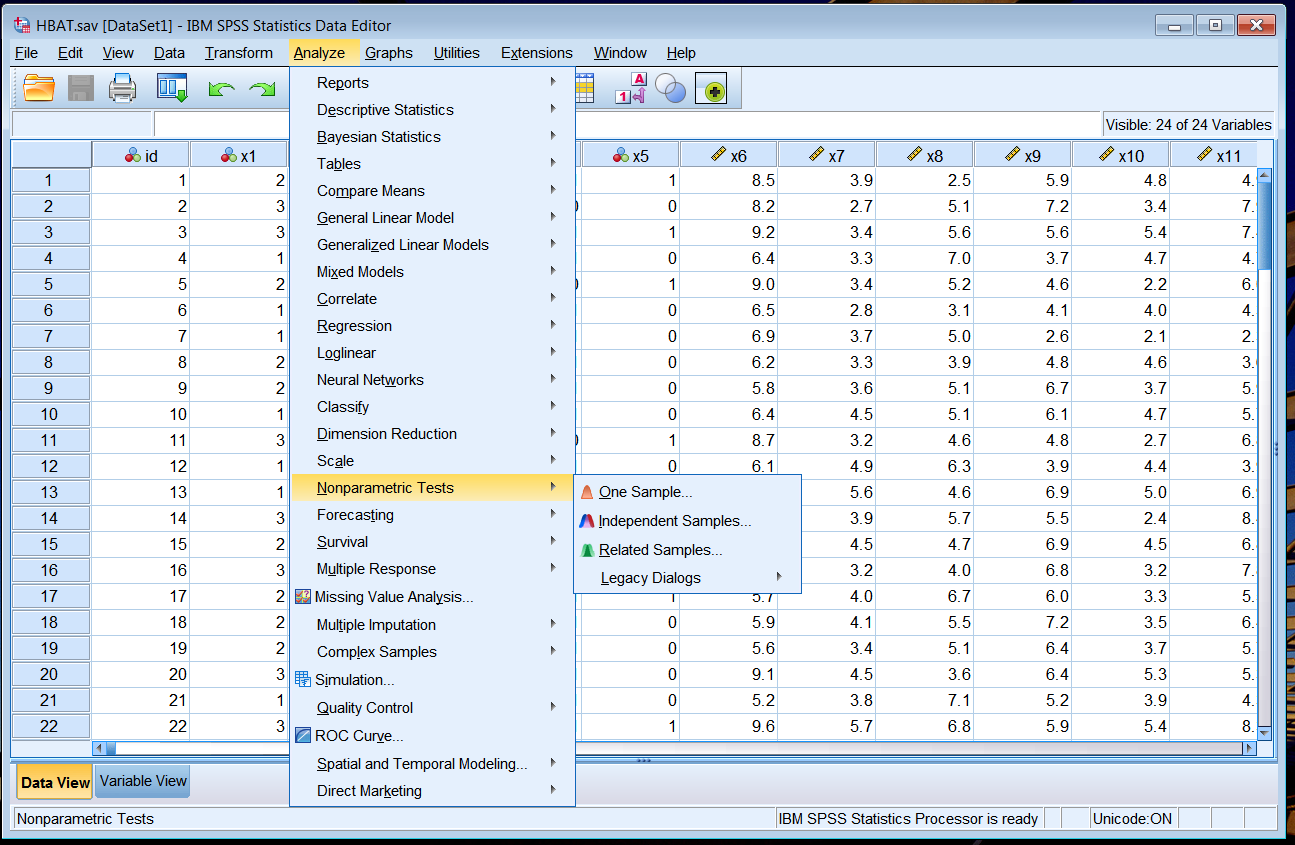 HBAT.sav [DataSet1] - IBM SPSS Statistics Data Editor
File Edit View Data Transform Analyze Graphs Utilities Extensions Window Help
Visible: 24 of 24 Variables
Reports
Descriptive Statistics
Bayesian Statistics
Tables
Compare Means
General Linear Model
Generalized Linear Models
Mixed Models
Correlate
Regression
Loglinear
Neural Networks
Classify
Dimension Reduction
Scale
Nonparametric Tests
Forecasting
Survival
Multiple Response
Missing Value Analysis...
Multiple Imputation
Complex Samples
Simulation...
Quality Control
ROC Curve...
Spatial and Temporal Modeling...
Direct Marketing
One Sample...
Independent Samples...
Related Samples...
Legacy Dialogs
id x1 x5 x6 x7 x8 x9 x10 x11
1 1 2 1 8.5 3.9 2.5 5.9 4.8 4.
2 2 3 0 8.2 2.7 5.1 7.2 3.4 7.
3 3 3 1 9.2 3.4 5.6 5.6 5.4 7.
4 4 1 0 6.4 3.3 7.0 3.7 4.7 4.
5 5 2 1 9.0 3.4 5.2 4.6 2.2 6.
6 6 1 0 6.5 2.8 3.1 4.1 4.0 4.
7 7 1 0 6.9 3.7 5.0 2.6 2.1 2.
8 8 2 0 6.2 3.3 3.9 4.8 4.6 3.
9 9 2 0 5.8 3.6 5.1 6.7 3.7 5.
10 10 1 0 6.4 4.5 5.1 6.1 4.7 5.
11 11 3 1 8.7 3.2 4.6 4.8 2.7 6.
12 12 1 0 6.1 4.9 6.3 3.9 4.4 3.
13 13 1 5.6 4.6 6.9 5.0 6.
14 14 3 3.9 5.7 5.5 2.4 8.
15 15 2 4.5 4.7 6.9 4.5 6.
16 16 3 3.2 4.0 6.8 3.2 7.
17 17 2 1 5.7 4.0 6.7 6.0 3.3 5.
18 18 2 0 5.9 4.1 5.5 7.2 3.5 6.
19 19 2 0 5.6 3.4 5.1 6.4 3.7 5.
20 20 3 0 9.1 4.5 3.6 6.4 5.3 5.
21 21 1 0 5.2 3.8 7.1 5.2 3.9 4.
22 22 3 1 9.6 5.7 6.8 5.9 5.4 8.
Data View Variable View
Nonparametric Tests IBM SPSS Statistics Processor is ready Unicode:ON